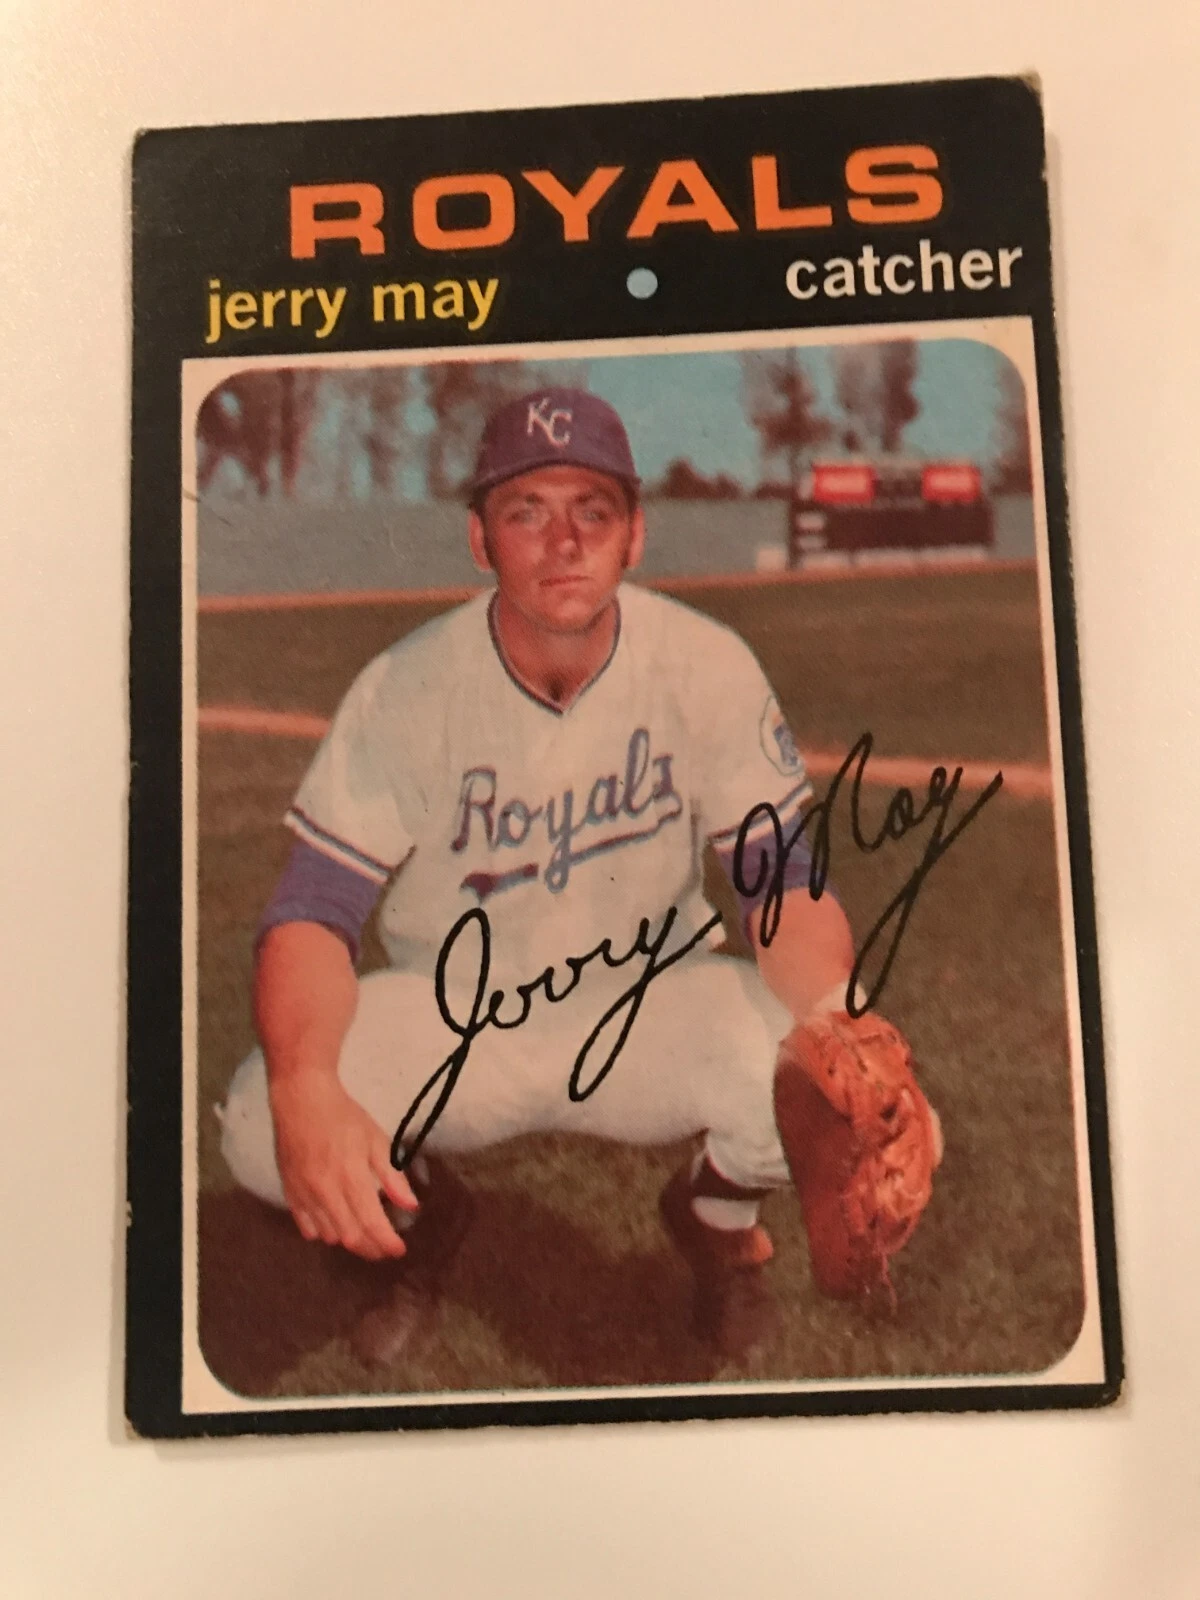 ROYALS
jerry may • catcher
KC
Royals
Jerry May